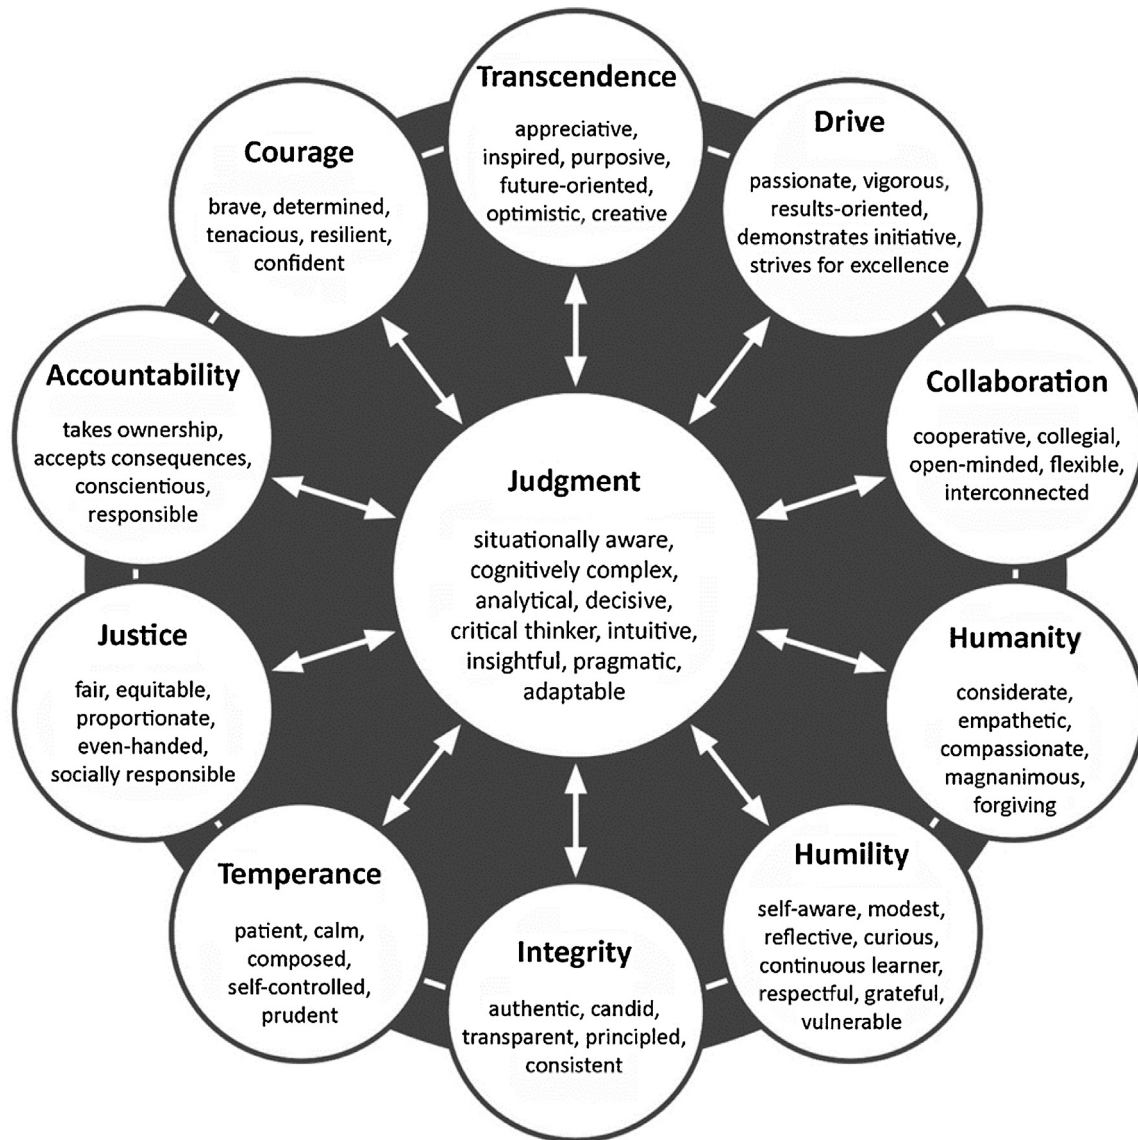 Transcendence
appreciative,
inspired, purposive,
future-oriented,
optimistic, creative
Drive
passionate, vigorous,
results-oriented,
demonstrates initiative,
strives for excellence
Collaboration
cooperative, collegial,
open-minded, flexible,
interconnected
Humanity
considerate,
empathetic,
compassionate,
magnanimous,
forgiving
Humility
self-aware, modest,
reflective, curious,
continuous learner,
respectful, grateful,
vulnerable
Integrity
authentic, candid,
transparent, principled,
consistent
Temperance
patient, calm,
composed,
self-controlled,
prudent
Justice
fair, equitable,
proportionate,
even-handed,
socially responsible
Accountability
takes ownership,
accepts consequences,
conscientious,
responsible
Courage
brave, determined,
tenacious, resilient,
confident
Judgment
situationally aware,
cognitively complex,
analytical, decisive,
critical thinker, intuitive,
insightful, pragmatic,
adaptable